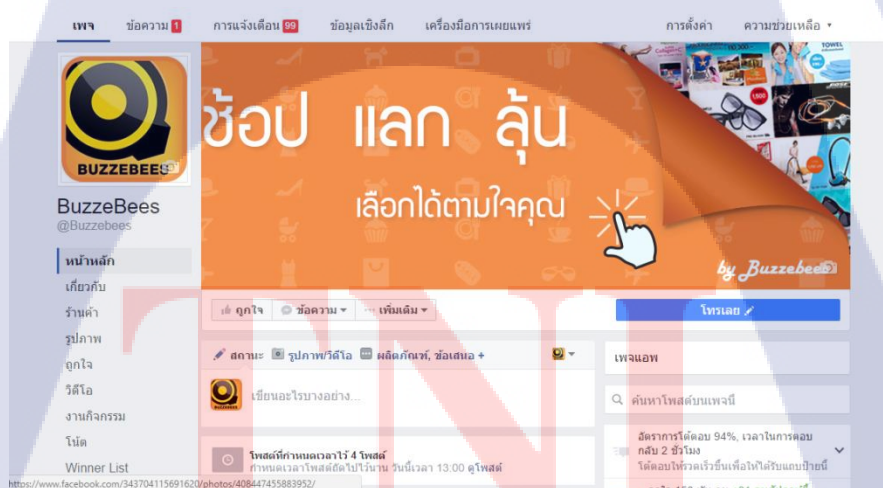 เพจ ข้อความ 1 การแจ้งเตือน 99 ข้อมูลเชิงลึก เครื่องมือการเผยแพร่ การตั้งค่า ความช่วยเหลือ
BUZZEBEES
BuzzeBees
@Buzzebees
ช้อป แลก ลุ้น
เลือกได้ตามใจคุณ
by Buzzebees
TOWEL
หน้าหลัก
เกี่ยวกับ
ร้านค้า
รูปภาพ
ถูกใจ
วิดีโอ
งานกิจกรรม
โน้ต
Winner List
ถูกใจ ข้อความ เพิ่มเติม โทรเลย
สถานะ รูปภาพ/วิดีโอ ผลิตภัณฑ์, ข้อเสนอ +
เขียนอะไรบางอย่าง...
โพสต์ที่กำหนดเวลาไว้ 4 โพสต์
กำหนดเวลาโพสต์ถัดไปไว้นาน วันนี้เวลา 13:00 ดูโพสต์
เพจแอพ
ค้นหาโพสต์บนเพจนี้
อัตราการโต้ตอบ 94%, เวลาในการตอบ
กลับ 2 ชั่วโมง
โต้ตอบให้รวดเร็วขึ้นเพื่อให้ได้รับแถบป้ายนี้
https://www.facebook.com/343704115691620/photos/408447455883952/
TNI